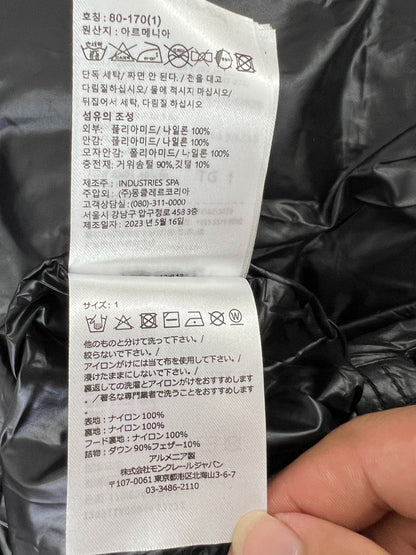 호칭: 80-170(1)
원산지: 아르메니아
단독 세탁/ 짜면 안 된다./ 천을 대고
다림질하십시오/ 물에 적시지 마십시오/
뒤집어서 세탁, 다림질하십시오/
섬유의 조성
외부: 폴리아미드/ 나일론 100%
안감: 폴리아미드/ 나일론 100%
모자안감: 폴리아미드/ 나일론 100%
충전재: 거위솜털 90%,깃털 10%
제조주: INDUSTRIES SPA
주입외: (주)몽클레르코리아
고객상담실: (080)-311-0000
서울시 강남구 압구정로 458 3층
제조일자: 2023 년 5월 16일
サイズ: 1
他のものと分けて洗って下さい。/
絞らないで下さい。/
アイロンがけには当て布を使用して下さい。/
浸けたままにしないで下さい。/
裏返しての洗濯とアイロンがけをおすすめします
/ 著名な専門業者で洗うことをおすすめします
表地: ナイロン 100%
裏地: ナイロン 100%
フード裏地: ナイロン 100%
詰物: ダウン 90%フェザー10%
アルメニア製
株式会社モンクレールジャパン
〒107-0061 東京都港区北青山3-6-7
03-3486-2110